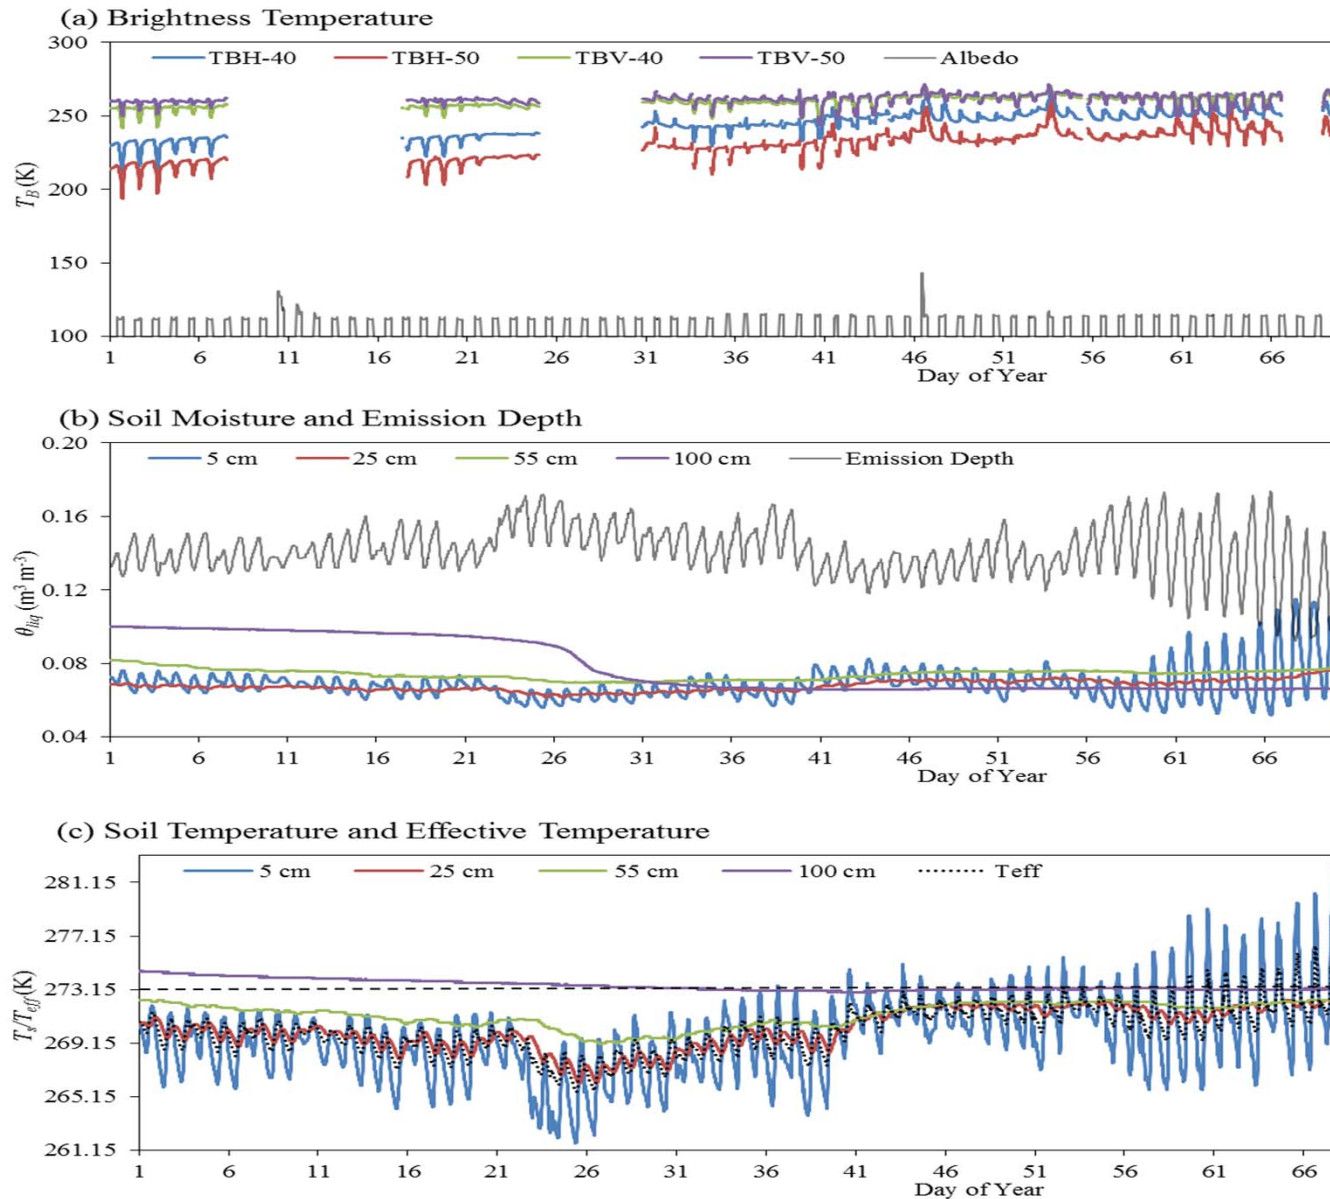 (a) Brightness Temperature
300
TBH-40 TBH-50 TBV-40 TBV-50 Albedo
250
200
150
100
T_B (K)
1 6 11 16 21 26 31 36 41 46 51 56 61 66
Day of Year
(b) Soil Moisture and Emission Depth
0.20
5 cm 25 cm 55 cm 100 cm Emission Depth
0.16
0.12
0.08
0.04
θ_liq (m³ m⁻³)
1 6 11 16 21 26 31 36 41 46 51 56 61 66
Day of Year
(c) Soil Temperature and Effective Temperature
5 cm 25 cm 55 cm 100 cm Teff
281.15
277.15
273.15
269.15
265.15
261.15
T_s/T_eff (K)
1 6 11 16 21 26 31 36 41 46 51 56 61 66
Day of Year